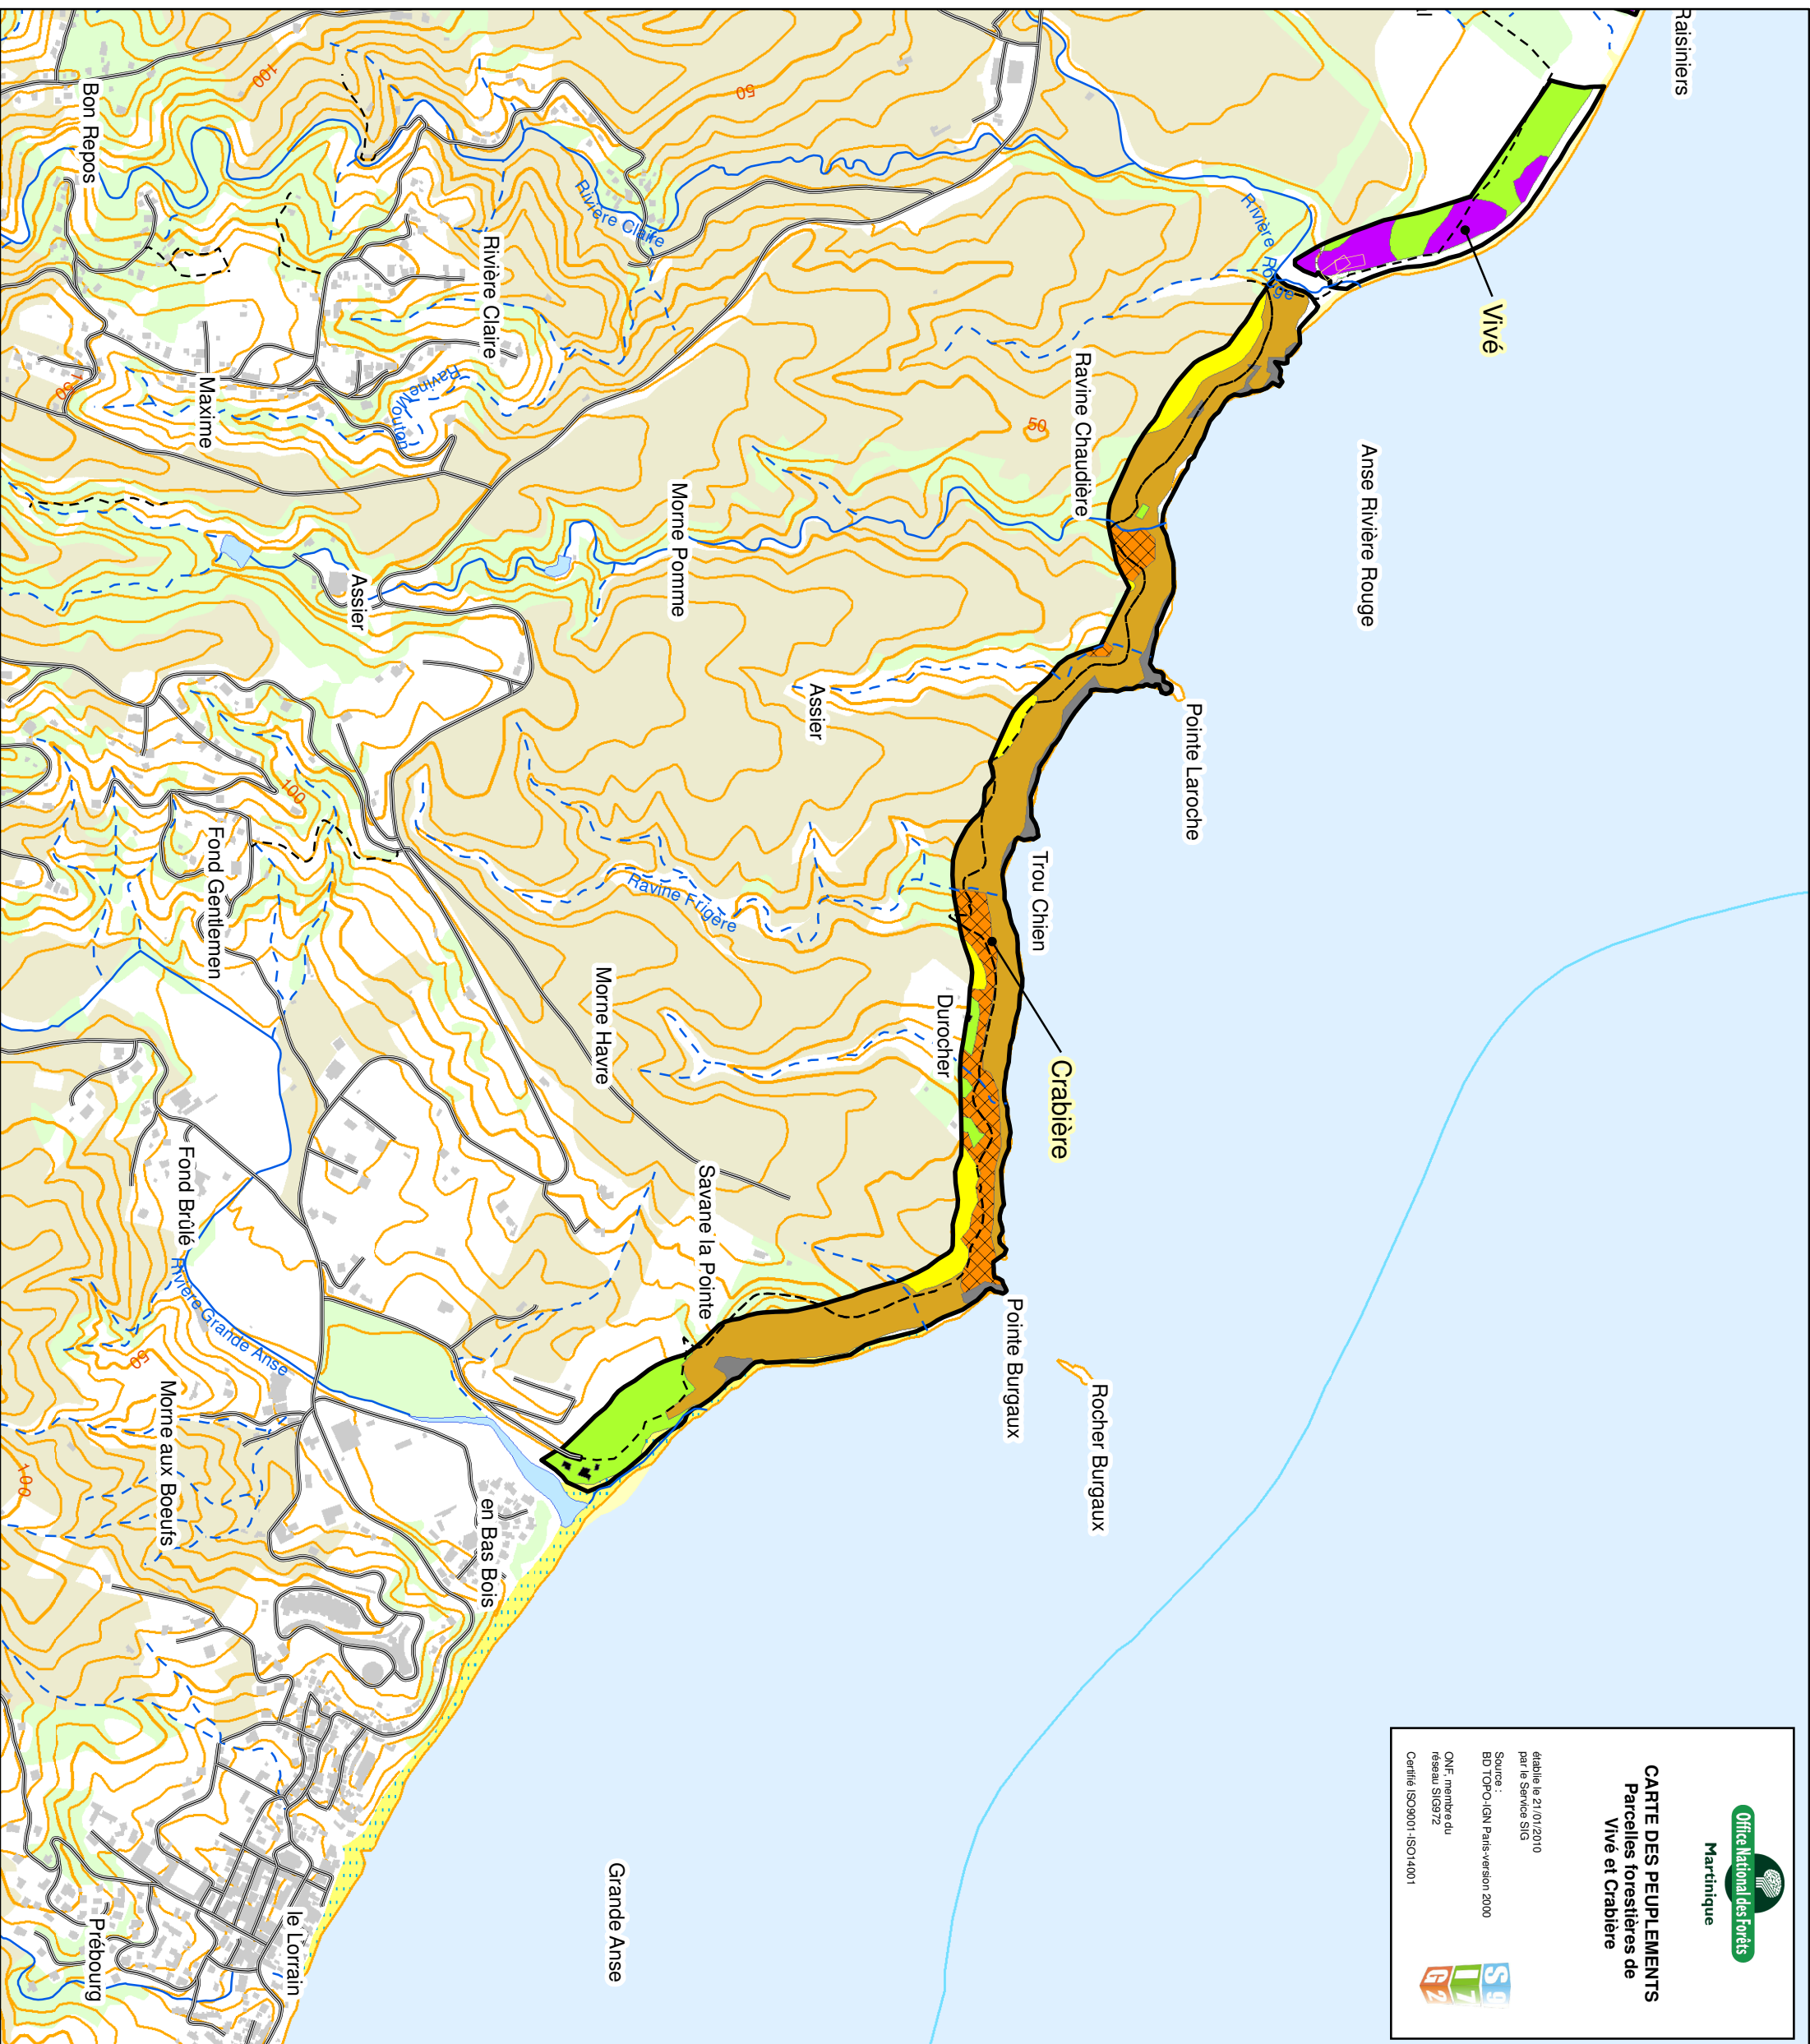 Office National des Forêts
Martinique
CARTE DES PEUPLEMENTS
Parcelles forestières de
Vivé et Crabière
établie le 21/01/2010
par le Service SIG
Source :
BD TOPO-IGN Paris-version 2000
ONF, membre du
réseau SIG972
Certifié ISO9001-ISO14001
Raisiniers
Vivé
Anse Rivière Rouge
Rivière Rouge
Pointe Laroche
Ravine Chaudière
50
Trou Chien
Crabière
Rocher Burgaux
Pointe Burgaux
Durocher
Assier
50
Morne Pomme
Ravine Frigère
Savane la Pointe
Morne Havre
Grande Anse
Rivière Claire
Rivière Claire
en Bas Bois
Ravine Mouton
Assier
100
100
le Lorrain
Maxime
Fond Gentlemen
Fond Brûlé
Rivière Grande Anse
50
Morne aux Boeufs
Bon Repos
150
Prébourg
100